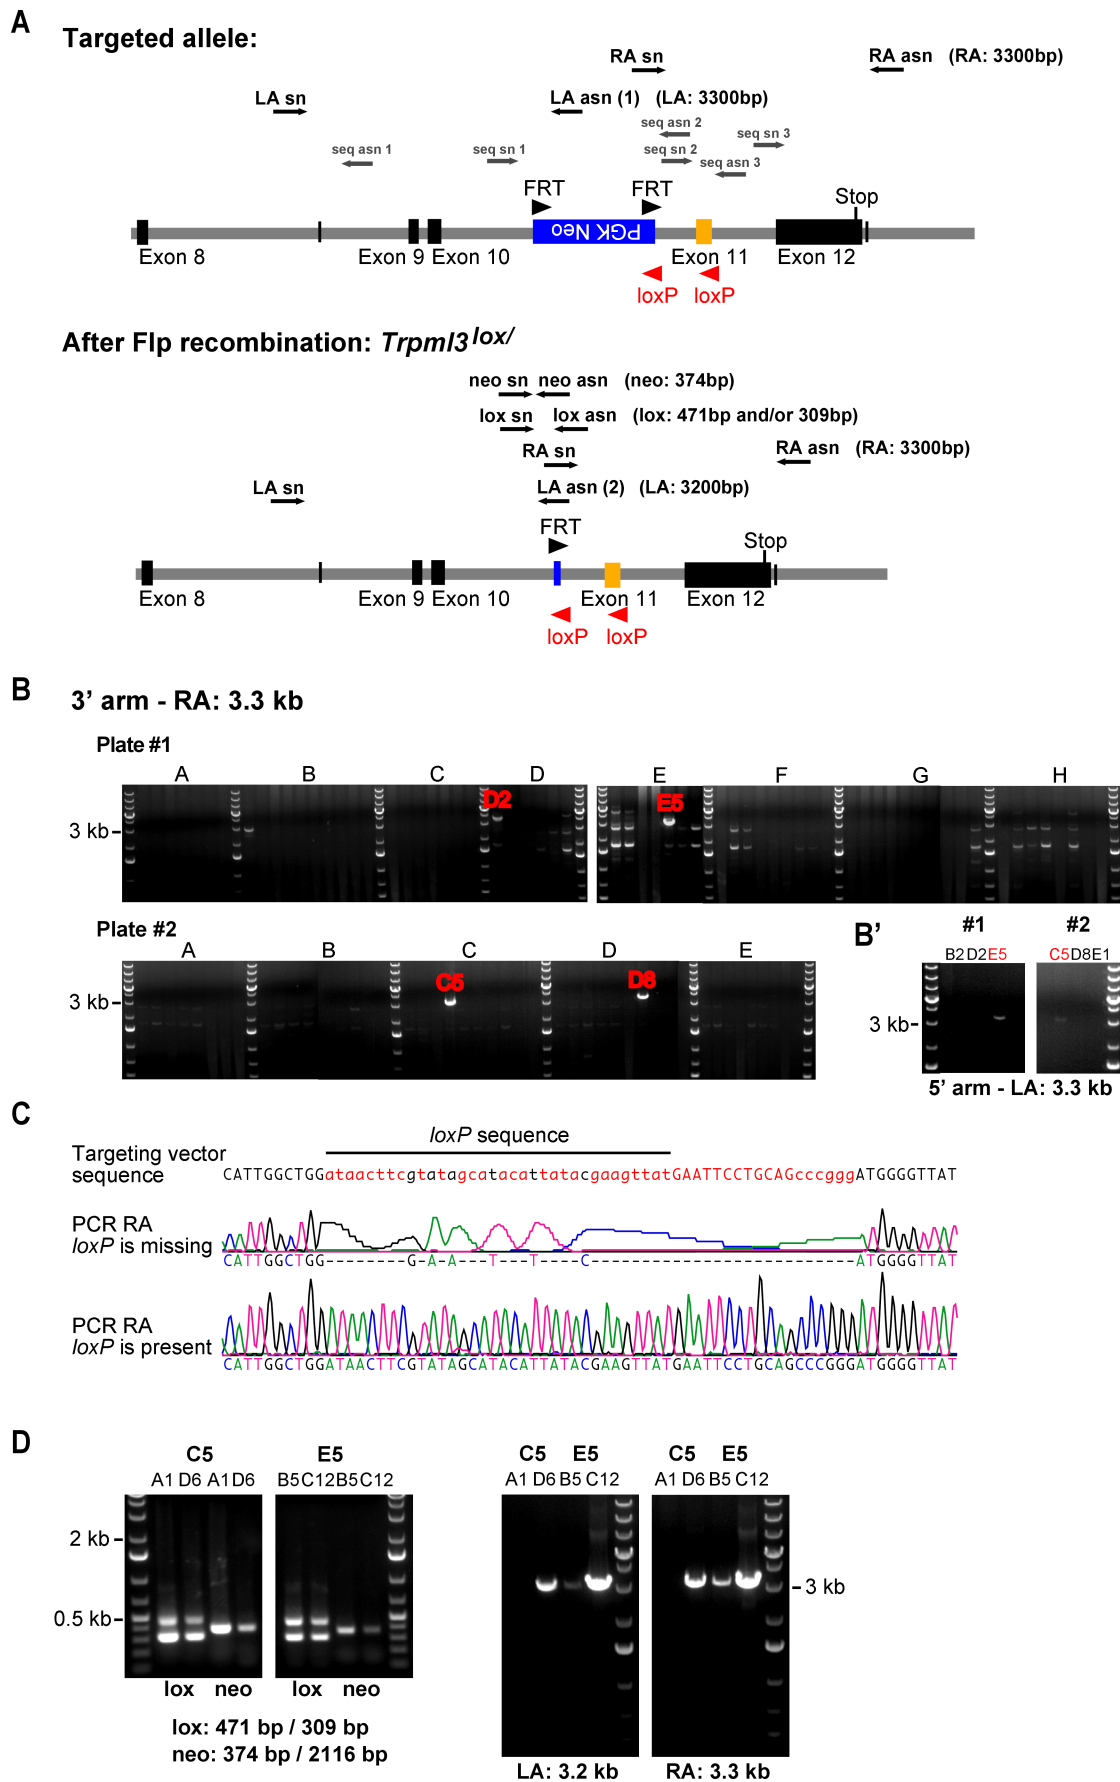 A
Targeted allele:
RA sn
RA asn (RA: 3300bp)
LA sn
LA asn (1) (LA: 3300bp)
seq asn 2
seq sn 3
seq asn 1
seq sn 1
seq sn 2
seq asn 3
FRT
FRT
Stop
PGK Neo
Exon 8
Exon 9
Exon 10
Exon 11
Exon 12
loxP
loxP
After Flp recombination: Trpml3 lox/
neo sn
neo asn (neo: 374bp)
lox sn
lox asn (lox: 471bp and/or 309bp)
RA sn
RA asn (RA: 3300bp)
LA sn
LA asn (2) (LA: 3200bp)
FRT
Stop
Exon 8
Exon 9
Exon 10
Exon 11
Exon 12
loxP
loxP
B
3’ arm - RA: 3.3 kb
Plate #1
A B C D E F G H
D2
E5
3 kb
Plate #2
A B C D E
C5
D8
3 kb
B’
#1
#2
B2 D2 E5
C5 D8 E1
3 kb
5’ arm - LA: 3.3 kb
C
loxP sequence
Targeting vector
sequence
CATTGGCTGGataacttcgtatagcatacattatacgaagttatGAATTCCTGCAGcccgggATGGGGTTAT
PCR RA
loxP is missing
CATTGGCTGG-------G-A-A---T---T----C-----------------------ATGGGGTTAT
PCR RA
loxP is present
CATTGGCTGGATAACTTCGTATAGCATACATTATACGAAGTTATGAATTCCTGCAGCCCGGGATGGGGTTAT
D
C5
E5
A1 D6 A1 D6
B5 C12 B5 C12
2 kb
0.5 kb
lox neo
lox neo
lox: 471 bp / 309 bp
neo: 374 bp / 2116 bp
C5 E5
C5 E5
A1 D6 B5 C12
A1 D6 B5 C12
3 kb
LA: 3.2 kb
RA: 3.3 kb